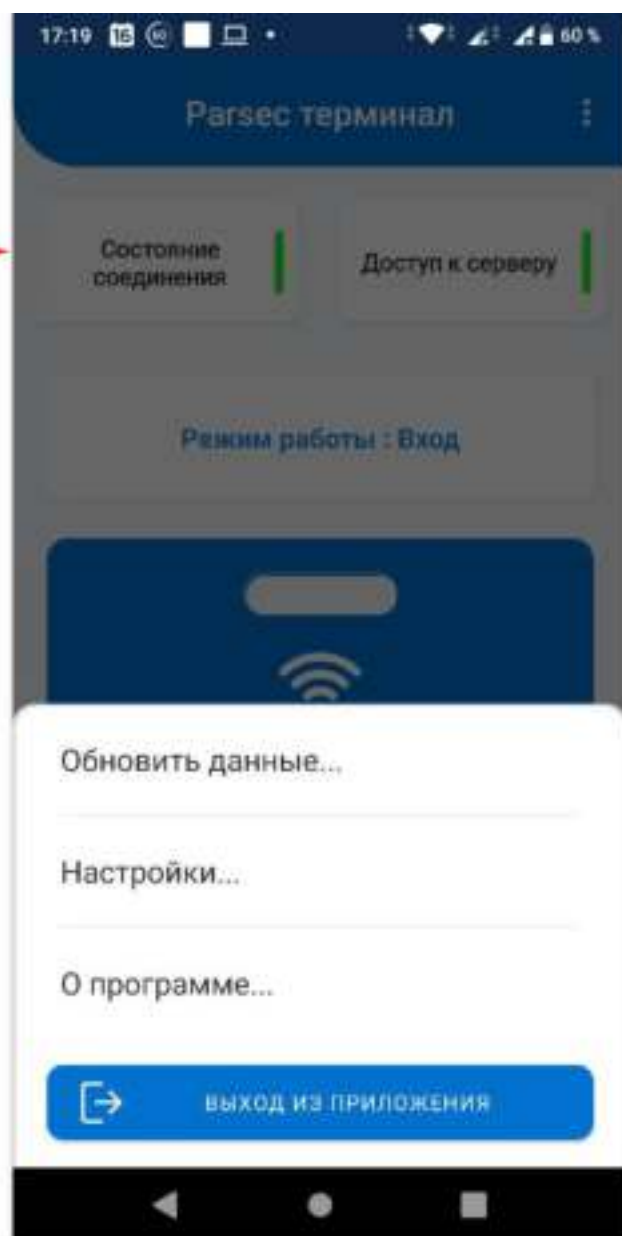 17:19 16 60 %
Parsec терминал
Состояние
соединения
Доступ к серверу
Режим работы : Вход
Обновить данные...
Настройки...
О программе...
ВЫХОД ИЗ ПРИЛОЖЕНИЯ